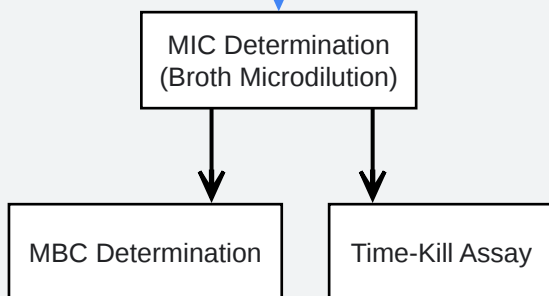 MIC Determination
(Broth Microdilution)
MBC Determination
Time-Kill Assay